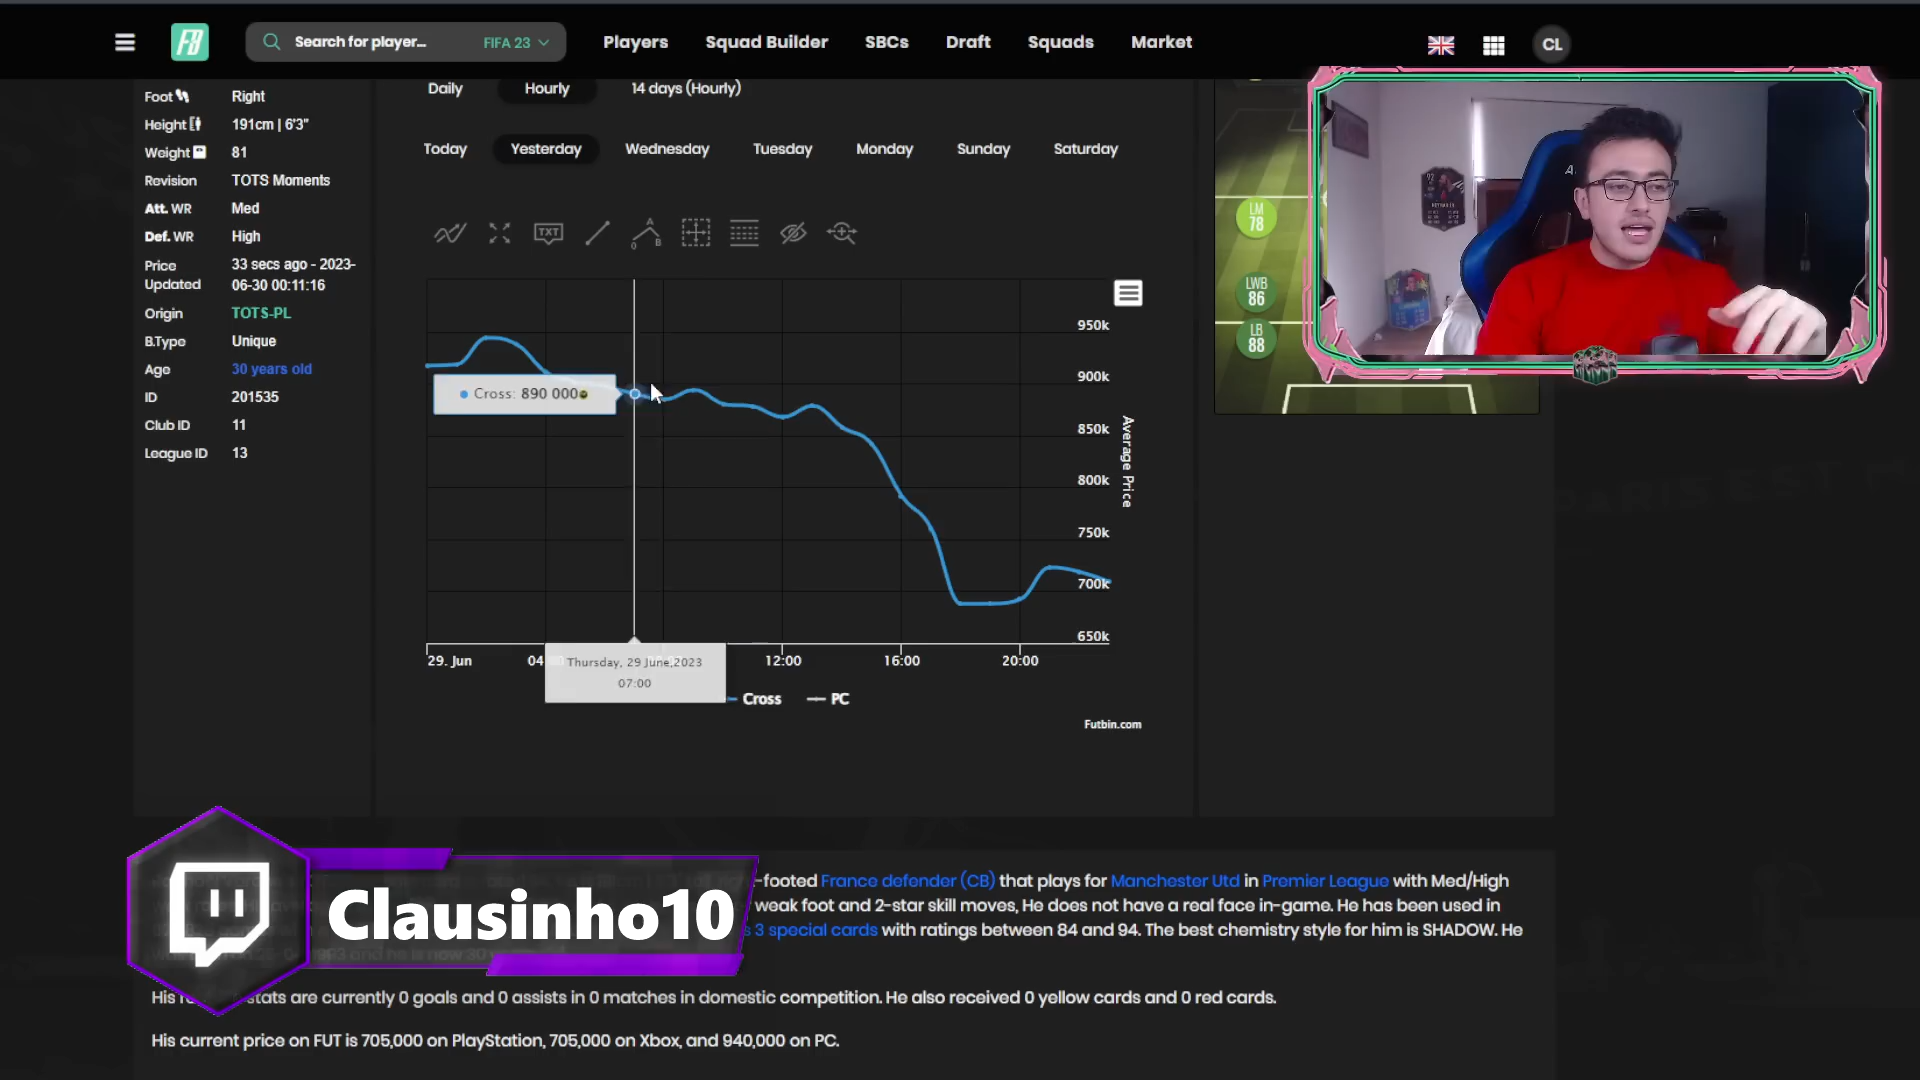 Search for player... FIFA 23 Players Squad Builder SBCs Draft Squads Market CL
Foot Right
Height 191cm | 6'3"
Weight 81
Revision TOTS Moments
Att. WR Med
Def. WR High
Price Updated 33 secs ago - 2023-06-30 00:11:16
Origin TOTS-PL
B.Type Unique
Age 30 years old
ID 201535
Club ID 11
League ID 13
Daily Hourly 14 days (Hourly)
Today Yesterday Wednesday Tuesday Monday Sunday Saturday
TXT
A
0 B
950k
900k
850k
800k
750k
700k
650k
Average Price
Cross: 890 000
29. Jun 04 12:00 16:00 20:00
Thursday, 29 June, 2023
07:00
Cross PC
Futbin.com
LM
78
LWB
86
LB
88
Clausinho10
-footed France defender (CB) that plays for Manchester Utd in Premier League with Med/High
weak foot and 2-star skill moves, He does not have a real face in-game. He has been used in
3 special cards with ratings between 84 and 94. The best chemistry style for him is SHADOW. He
His stats are currently 0 goals and 0 assists in 0 matches in domestic competition. He also received 0 yellow cards and 0 red cards.
His current price on FUT is 705,000 on PlayStation, 705,000 on Xbox, and 940,000 on PC.